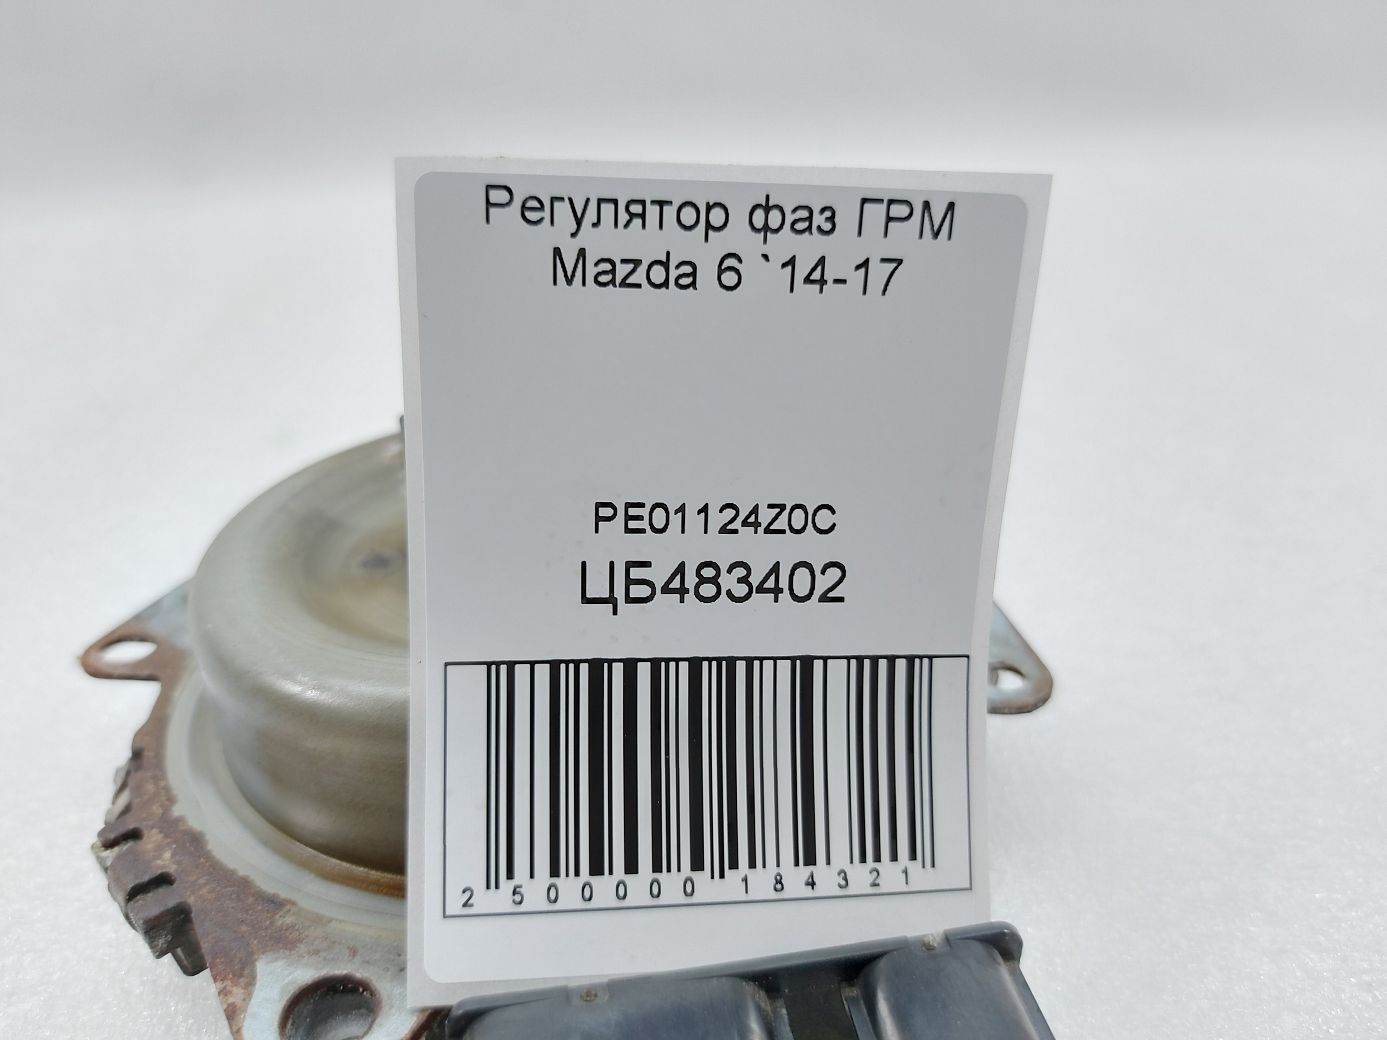 Регулятор фаз ГРМ
Mazda 6 `14-17
PE01124Z0C
ЦБ483402
2 500000 184321